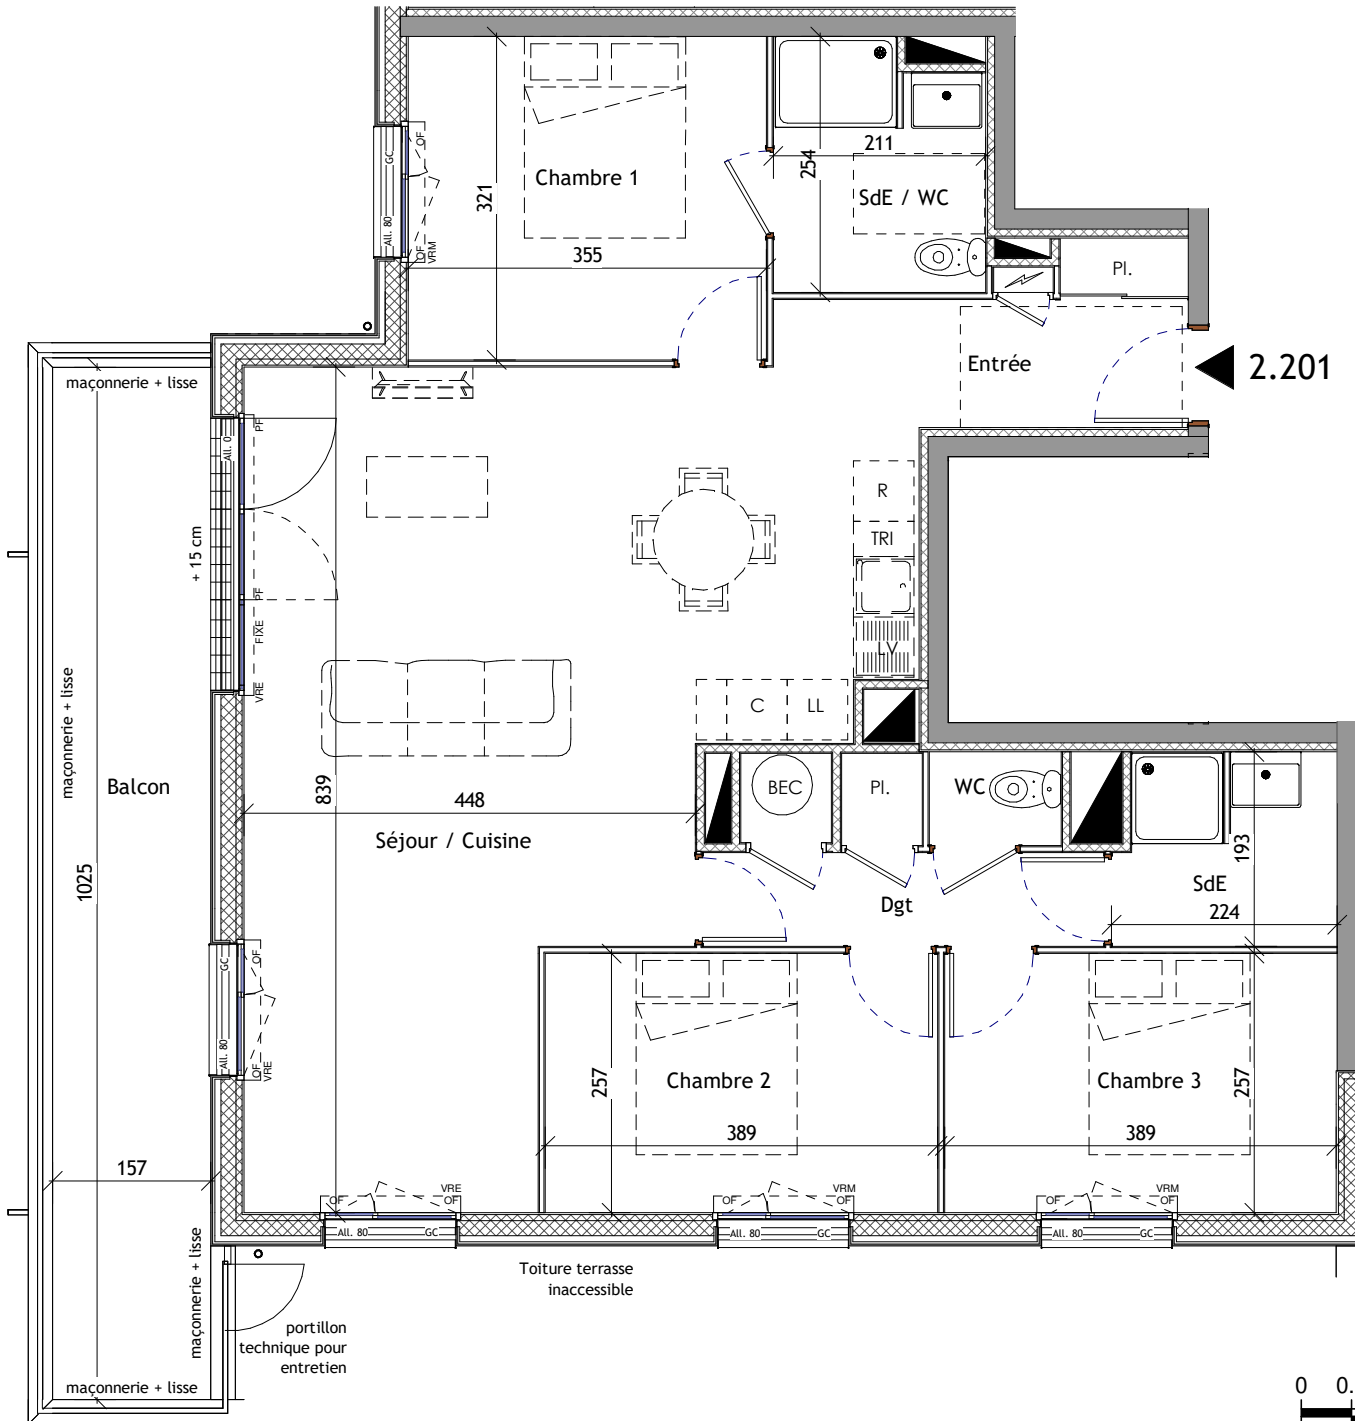 OF
GC
All. 80
OF
VRM
321
Chambre 1
355
254
211
SdE / WC
Pl.
Entrée
2.201
maçonnerie + lisse
PF
All. 0
+ 15 cm
PF
FIXE
VRE
R
TRI
LV
C
LL
maçonnerie + lisse
Balcon
1025
839
448
Séjour / Cuisine
BEC
Pl.
WC
193
SdE
224
Dgt
OF
GC
All. 80
OF
VRE
257
Chambre 2
389
Chambre 3
257
389
157
OF
VRE
OF
All. 80
GC
OF
VRM
OF
All. 80
GC
OF
VRM
OF
All. 80
GC
maçonnerie + lisse
Toiture terrasse
inaccessible
portillon
technique pour
entretien
maçonnerie + lisse
0 0.